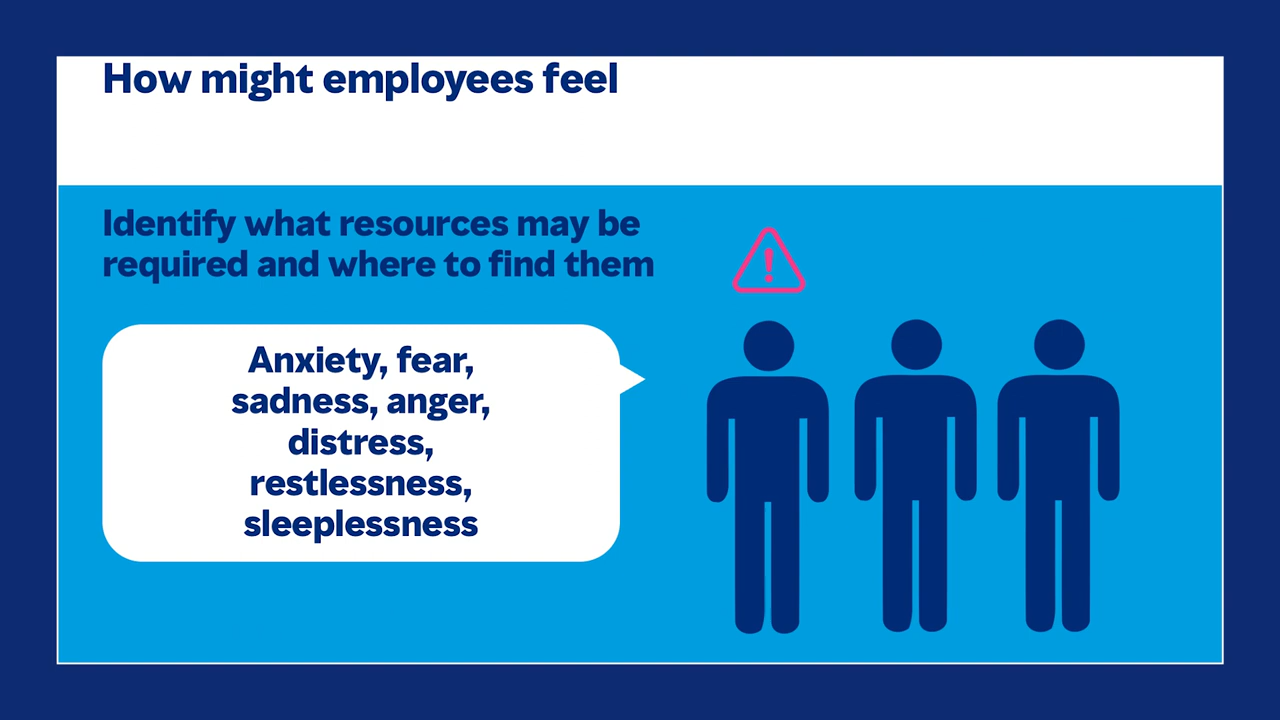 How might employees feel
Identify what resources may be
required and where to find them
Anxiety, fear,
sadness, anger,
distress,
restlessness,
sleeplessness